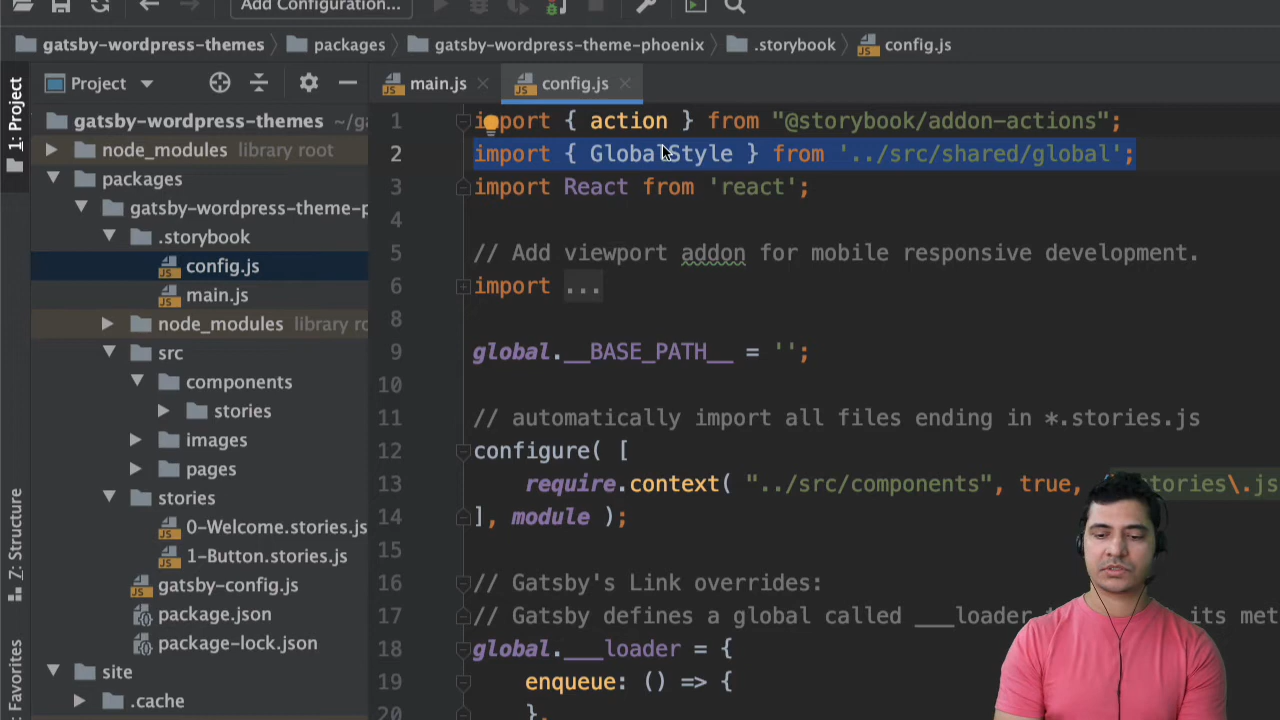 Add Configuration...
gatsby-wordpress-themes packages gatsby-wordpress-theme-phoenix .storybook config.js
1: Project
Project
main.js config.js
gatsby-wordpress-themes ~/g
node_modules library root
packages
gatsby-wordpress-theme-p
.storybook
config.js
main.js
node_modules library ro
src
components
stories
images
pages
stories
0-Welcome.stories.js
1-Button.stories.js
gatsby-config.js
package.json
package-lock.json
site
.cache
Z: Structure
Favorites
1 import { action } from "@storybook/addon-actions";
2 import { GlobalStyle } from '../src/shared/global';
3 import React from 'react';
4
5 // Add viewport addon for mobile responsive development.
6 import ...
8
9 global.__BASE_PATH__ = '';
10
11 // automatically import all files ending in *.stories.js
12 configure( [
13 require.context( "../src/components", true, stories\.js
14 ], module );
15
16 // Gatsby's Link overrides:
17 // Gatsby defines a global called ___loader its met
18 global.___loader = {
19 enqueue: () => {
20 },